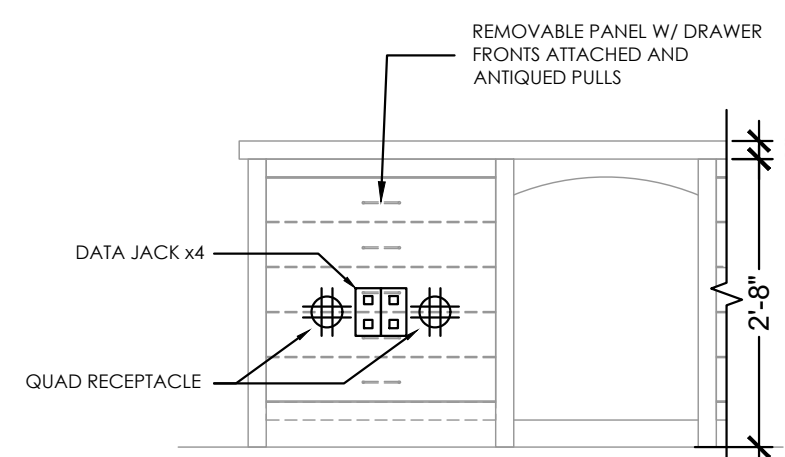 REMOVABLE PANEL W/ DRAWER
FRONTS ATTACHED AND
ANTIQUED PULLS
DATA JACK x4
QUAD RECEPTACLE
2'-8"